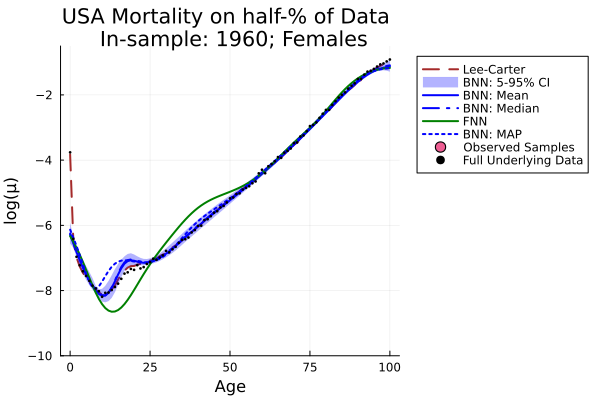 USA Mortality on half-% of Data
In-sample: 1960; Females
Lee-Carter
BNN: 5-95% CI
BNN: Mean
BNN: Median
FNN
BNN: MAP
Observed Samples
Full Underlying Data
log(μ)
−2
−4
−6
−8
−10
0
25
50
75
100
Age